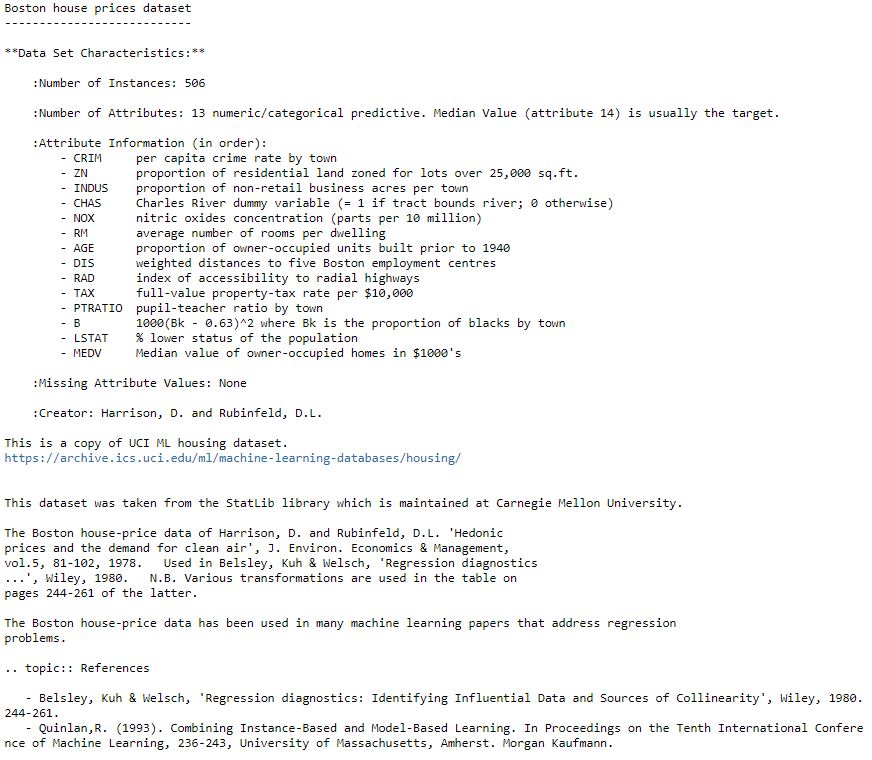 Boston house prices dataset
---------------------------
**Data Set Characteristics:**
:Number of Instances: 506
:Number of Attributes: 13 numeric/categorical predictive. Median Value (attribute 14) is usually the target.
:Attribute Information (in order):
- CRIM     per capita crime rate by town
- ZN       proportion of residential land zoned for lots over 25,000 sq.ft.
- INDUS    proportion of non-retail business acres per town
- CHAS     Charles River dummy variable (= 1 if tract bounds river; 0 otherwise)
- NOX      nitric oxides concentration (parts per 10 million)
- RM       average number of rooms per dwelling
- AGE      proportion of owner-occupied units built prior to 1940
- DIS      weighted distances to five Boston employment centres
- RAD      index of accessibility to radial highways
- TAX      full-value property-tax rate per $10,000
- PTRATIO  pupil-teacher ratio by town
- B        1000(Bk - 0.63)^2 where Bk is the proportion of blacks by town
- LSTAT    % lower status of the population
- MEDV     Median value of owner-occupied homes in $1000's
:Missing Attribute Values: None
:Creator: Harrison, D. and Rubinfeld, D.L.
This is a copy of UCI ML housing dataset.
https://archive.ics.uci.edu/ml/machine-learning-databases/housing/
This dataset was taken from the StatLib library which is maintained at Carnegie Mellon University.
The Boston house-price data of Harrison, D. and Rubinfeld, D.L. 'Hedonic
prices and the demand for clean air', J. Environ. Economics & Management,
vol.5, 81-102, 1978.   Used in Belsley, Kuh & Welsch, 'Regression diagnostics
...', Wiley, 1980.   N.B. Various transformations are used in the table on
pages 244-261 of the latter.
The Boston house-price data has been used in many machine learning papers that address regression
problems.
.. topic:: References
- Belsley, Kuh & Welsch, 'Regression diagnostics: Identifying Influential Data and Sources of Collinearity', Wiley, 1980.
244-261.
- Quinlan,R. (1993). Combining Instance-Based and Model-Based Learning. In Proceedings on the Tenth International Confere
nce of Machine Learning, 236-243, University of Massachusetts, Amherst. Morgan Kaufmann.